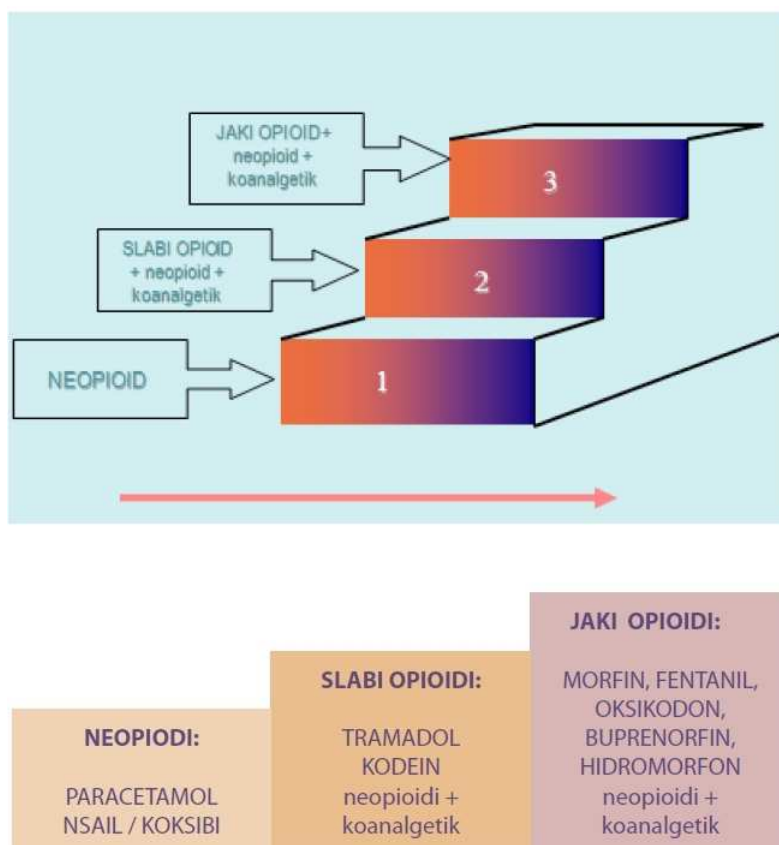 JAKI OPIOID+
neopioid +
koanalgetik
3
SLABI OPIOID
+ neopioid +
koanalgetik
2
NEOPIOID
1
JAKI OPIOIDI:
MORFIN, FENTANIL,
OKSIKODON,
BUPRENORFIN,
HIDROMORFON
neopioidi +
koanalgetik
SLABI OPIOIDI:
TRAMADOL
KODEIN
neopioidi +
koanalgetik
NEOPIODI:
PARACETAMOL
NSAIL / KOKSIBI